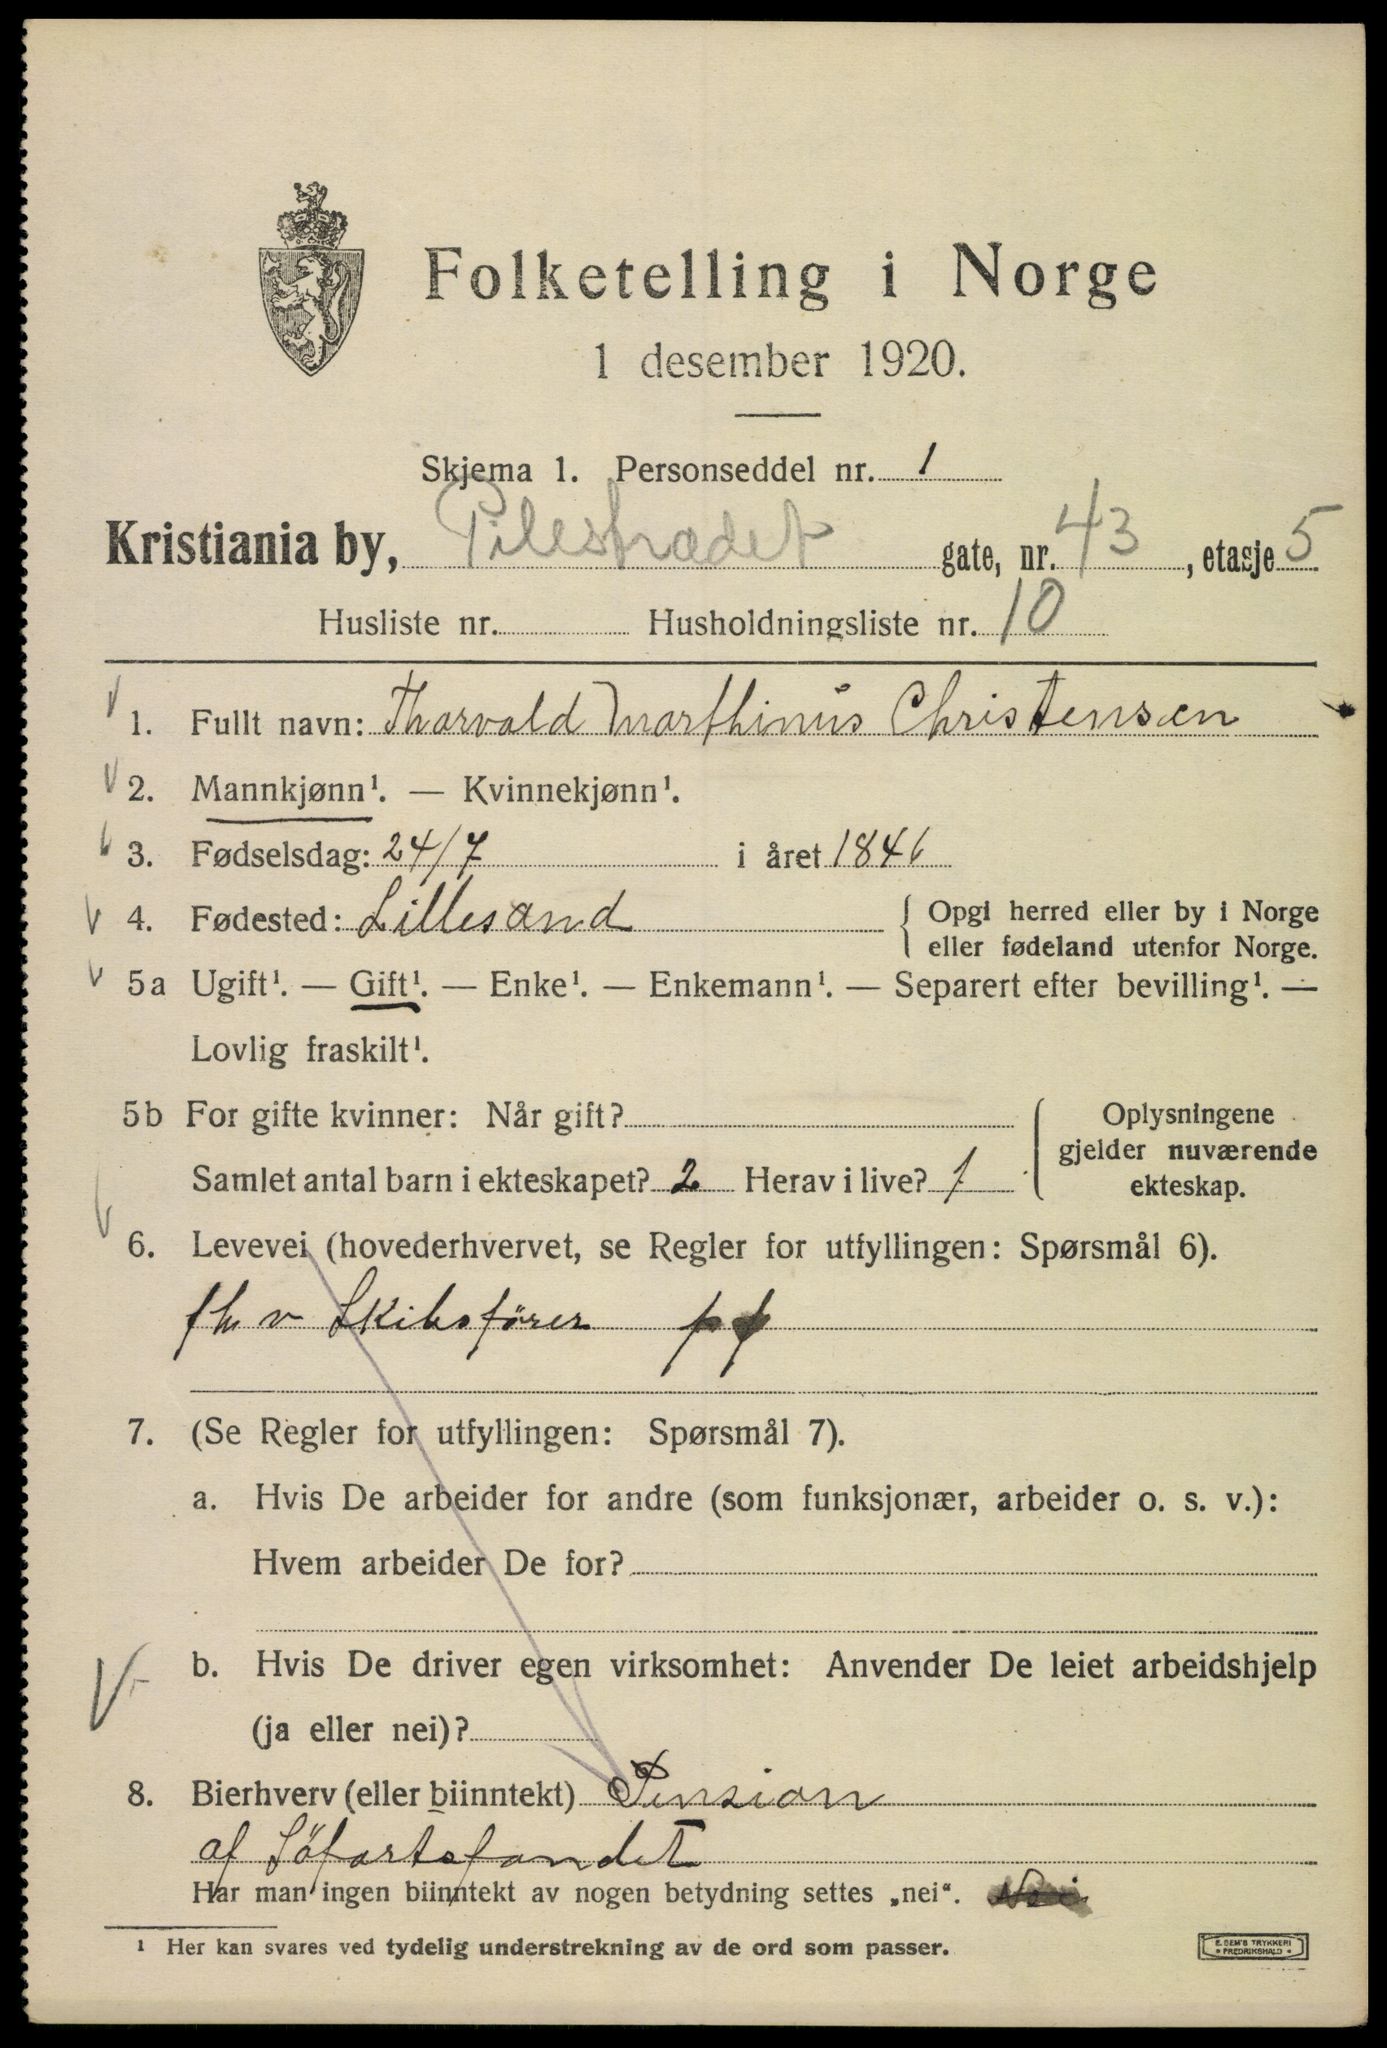 Folketelling i Norge
1 desember 1920.
Skjema 1. Personseddel nr. 1
Kristiania by, Pilestrædet gate, nr. 43, etasje 5
Husliste nr. Husholdningsliste nr. 10
1. Fullt navn: Thorvald Marthinus Christensen
2. Mannkjønn¹. — Kvinnekjønn¹.
3. Fødselsdag: 24/7 i året 1846
4. Fødested: Lillesand { Opgi herred eller by i Norge
eller fødeland utenfor Norge.
5a Ugift¹. — Gift¹. — Enke¹. — Enkemann¹. — Separert efter bevilling¹. —
Lovlig fraskilt¹.
5b For gifte kvinner: Når gift? { Oplysningene
gjelder nuværende
Samlet antal barn i ekteskapet? 2 Herav i live? 1 ekteskap.
6. Levevei (hovederhvervet, se Regler for utfyllingen: Spørsmål 6).
fhv Skibsfører
7. (Se Regler for utfyllingen: Spørsmål 7).
a. Hvis De arbeider for andre (som funksjonær, arbeider o. s. v.):
Hvem arbeider De for?
b. Hvis De driver egen virksomhet: Anvender De leiet arbeidshjelp
(ja eller nei)?
8. Bierhverv (eller biinntekt) Pension
af Söfartsfondet
Har man ingen biinntekt av nogen betydning settes „nei“. Nei
¹ Her kan svares ved tydelig understrekning av de ord som passer.
E. SEM'S TRYKKERI
• FREDRIKSHALD •